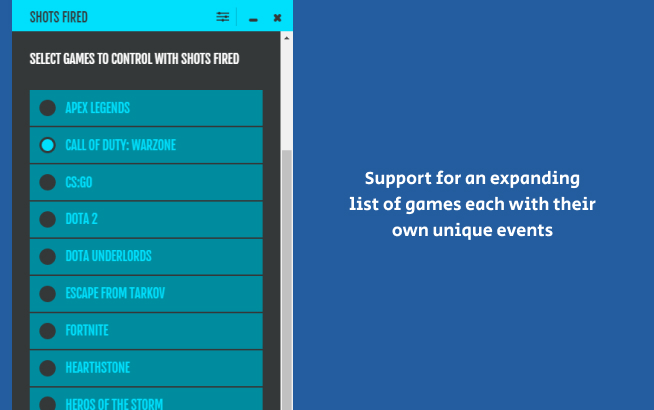 SHOTS FIRED
SELECT GAMES TO CONTROL WITH SHOTS FIRED
APEX LEGENDS
CALL OF DUTY: WARZONE
CS:GO
DOTA 2
DOTA UNDERLORDS
ESCAPE FROM TARKOV
FORTNITE
HEARTHSTONE
HEROS OF THE STORM
Support for an expanding
list of games each with their
own unique events